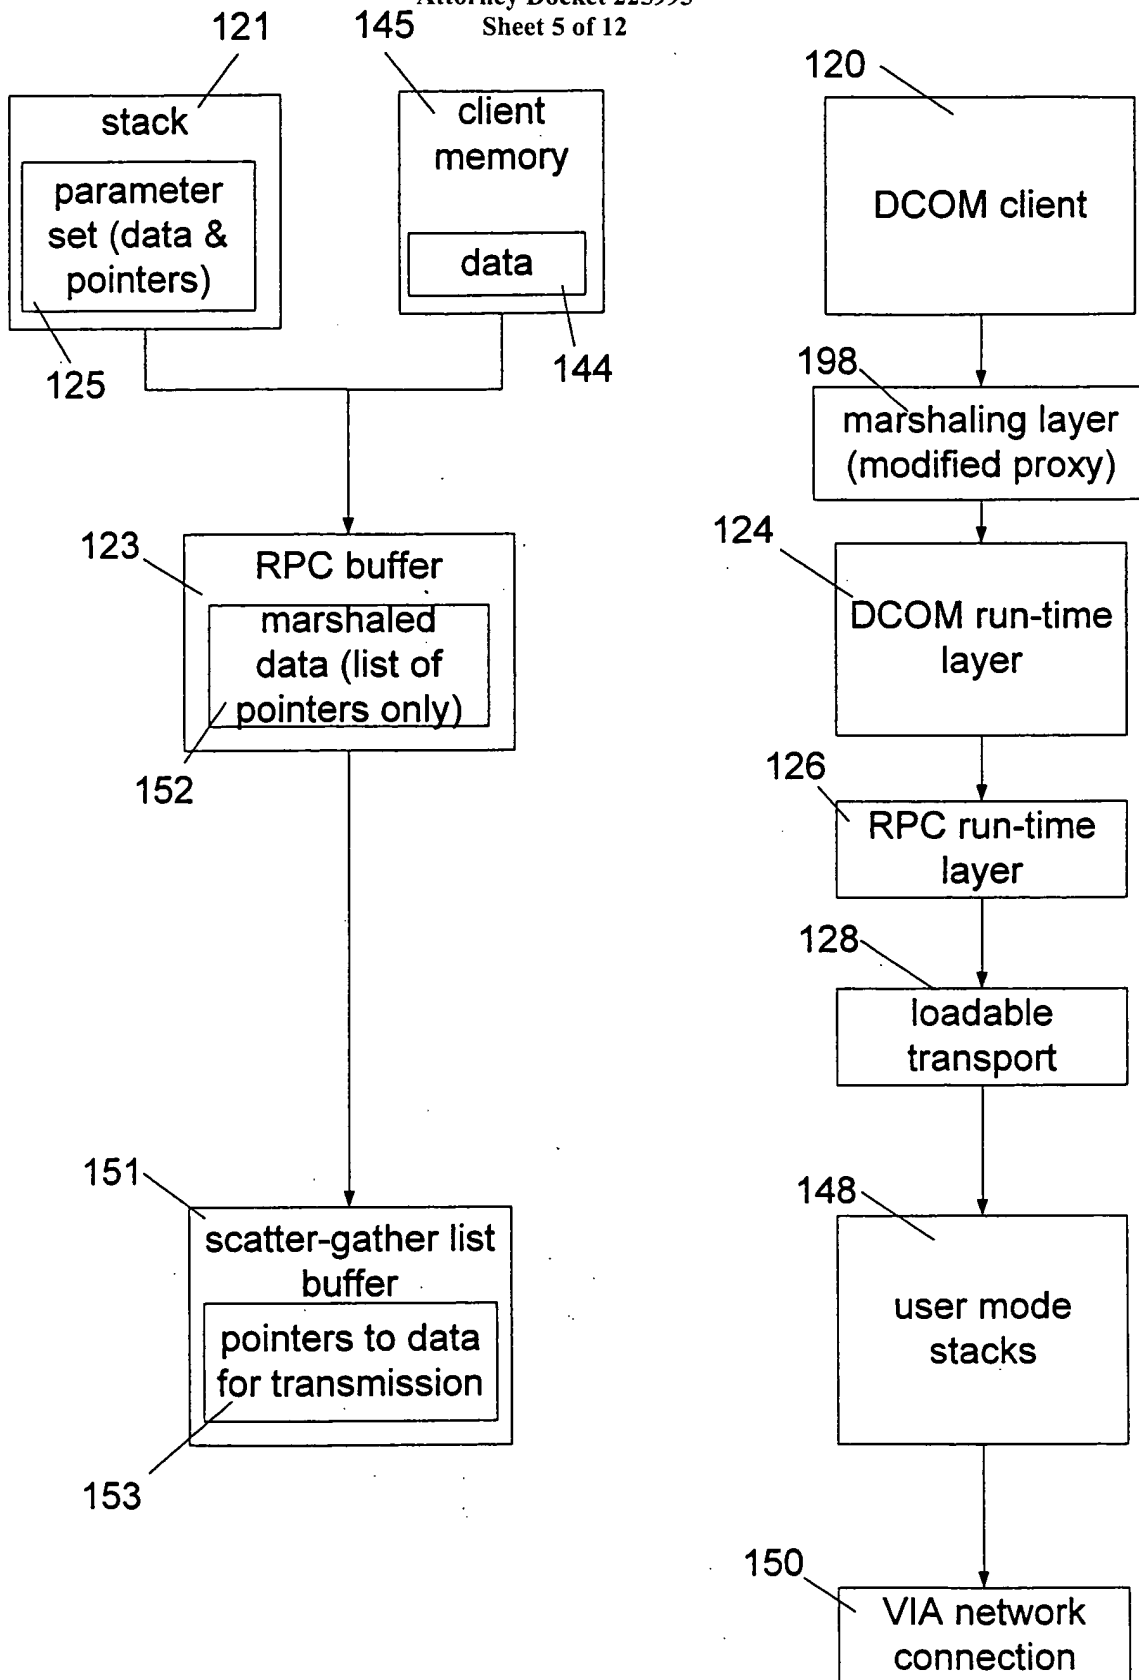 Sheet 5 of 12
121
145
120
stack
parameter
set (data &
pointers)
125
client
memory
data
144
DCOM client
198
marshaling layer
(modified proxy)
124
DCOM run-time
layer
123
RPC buffer
marshaled
data (list of
pointers only)
152
126
RPC run-time
layer
128
loadable
transport
151
scatter-gather list
buffer
pointers to data
for transmission
153
148
user mode
stacks
150
VIA network
connection